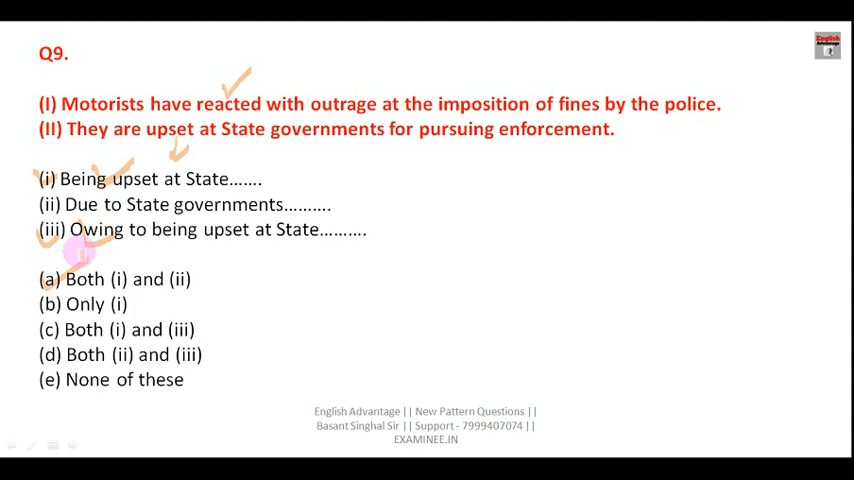 English
Advantage
Q9.
(I) Motorists have reacted with outrage at the imposition of fines by the police.
(II) They are upset at State governments for pursuing enforcement.
(i) Being upset at State.......
(ii) Due to State governments..........
(iii) Owing to being upset at State..........
(a) Both (i) and (ii)
(b) Only (i)
(c) Both (i) and (iii)
(d) Both (ii) and (iii)
(e) None of these
English Advantage || New Pattern Questions ||
Basant Singhal Sir || Support - 7999407074 ||
EXAMINEE.IN